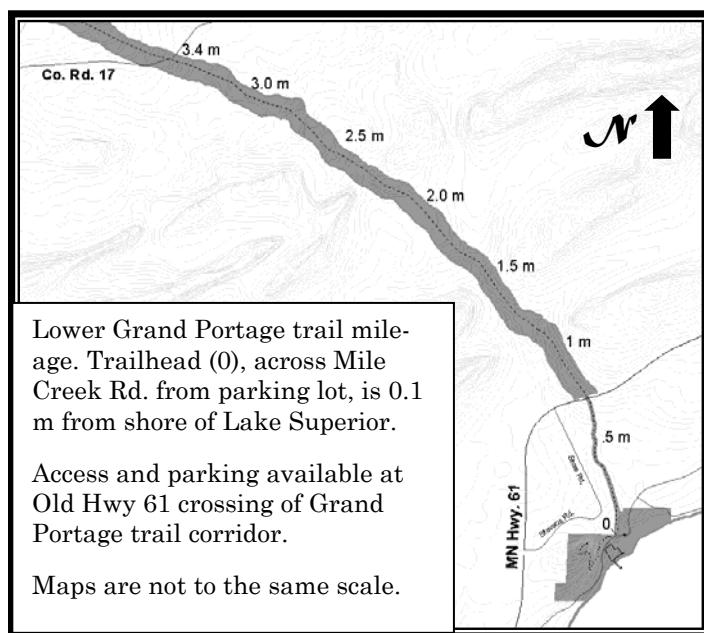 3.4 m
Co. Rd. 17
3.0 m
N
2.5 m
2.0 m
1.5 m
Lower Grand Portage trail mile-
age. Trailhead (0), across Mile
Creek Rd. from parking lot, is 0.1
m from shore of Lake Superior.
Access and parking available at
Old Hwy 61 crossing of Grand
Portage trail corridor.
Maps are not to the same scale.
1 m
.5 m
MN Hwy. 61
Stevens Rd.
0